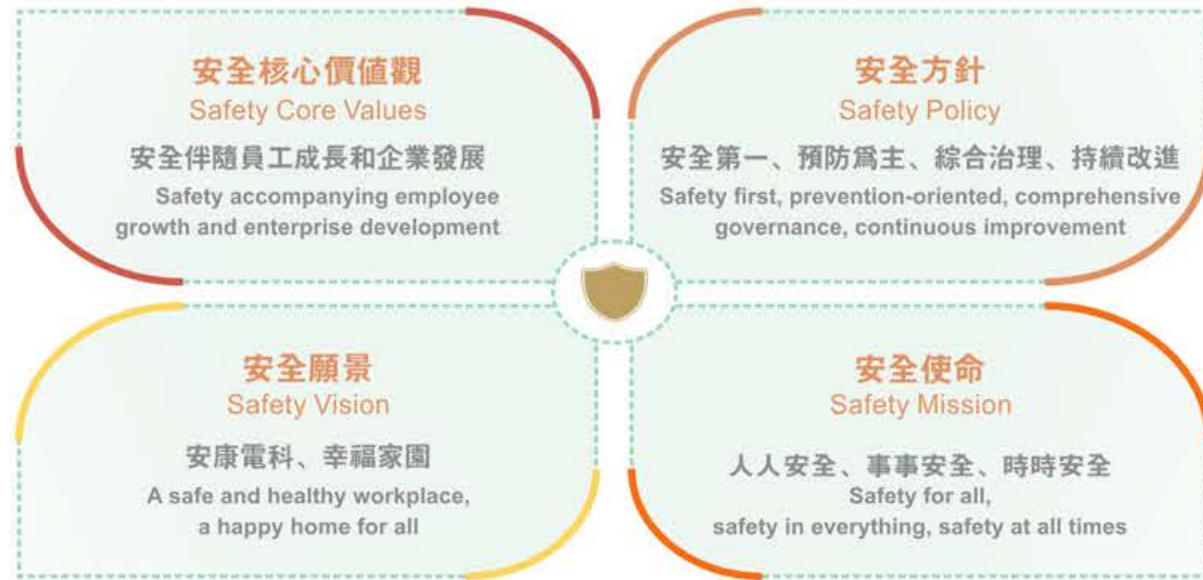 安全核心價值觀
Safety Core Values
安全伴隨員工成長和企業發展
Safety accompanying employee
growth and enterprise development
安全方針
Safety Policy
安全第一、預防爲主、綜合治理、持續改進
Safety first, prevention-oriented, comprehensive
governance, continuous improvement
安全願景
Safety Vision
安康電科、幸福家園
A safe and healthy workplace,
a happy home for all
安全使命
Safety Mission
人人安全、事事安全、時時安全
Safety for all,
safety in everything, safety at all times